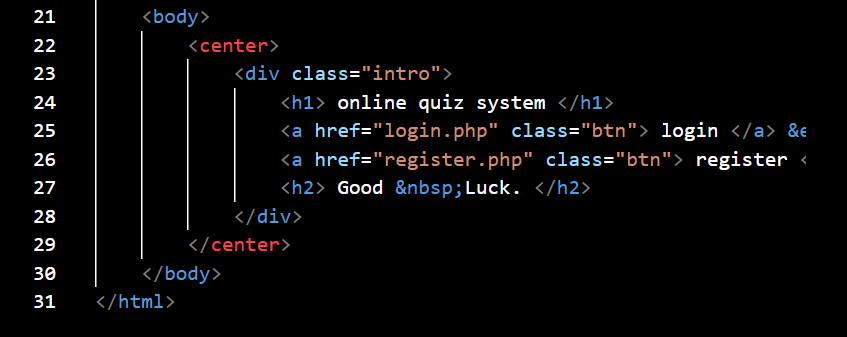 21 <body>
22 <center>
23 <div class="intro">
24 <h1> online quiz system </h1>
25 <a href="login.php" class="btn"> login </a> &e
26 <a href="register.php" class="btn"> register <
27 <h2> Good &nbsp;Luck. </h2>
28 </div>
29 </center>
30 </body>
31 </html>